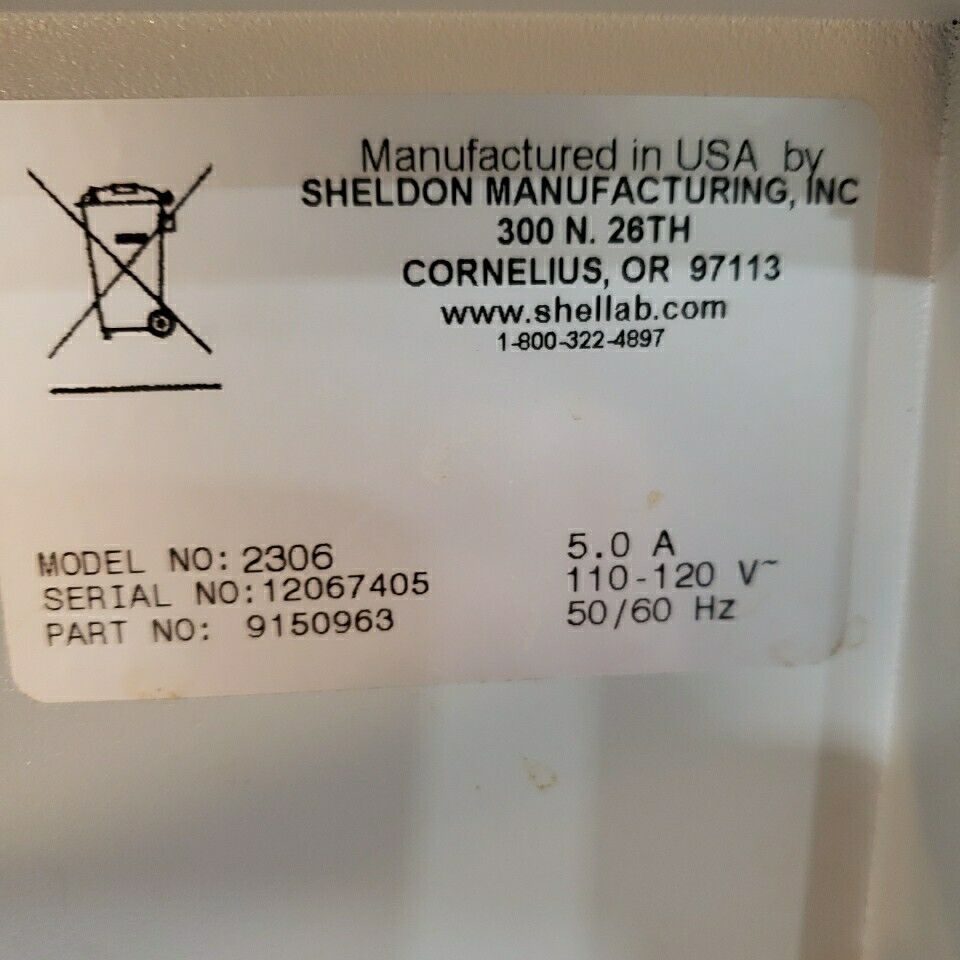 Manufactured in USA by
SHELDON MANUFACTURING, INC
300 N. 26TH
CORNELIUS, OR 97113
www.shellab.com
1-800-322-4897
MODEL NO: 2306
SERIAL NO:12067405
PART NO: 9150963
5.0 A
110-120 V~
50/60 Hz